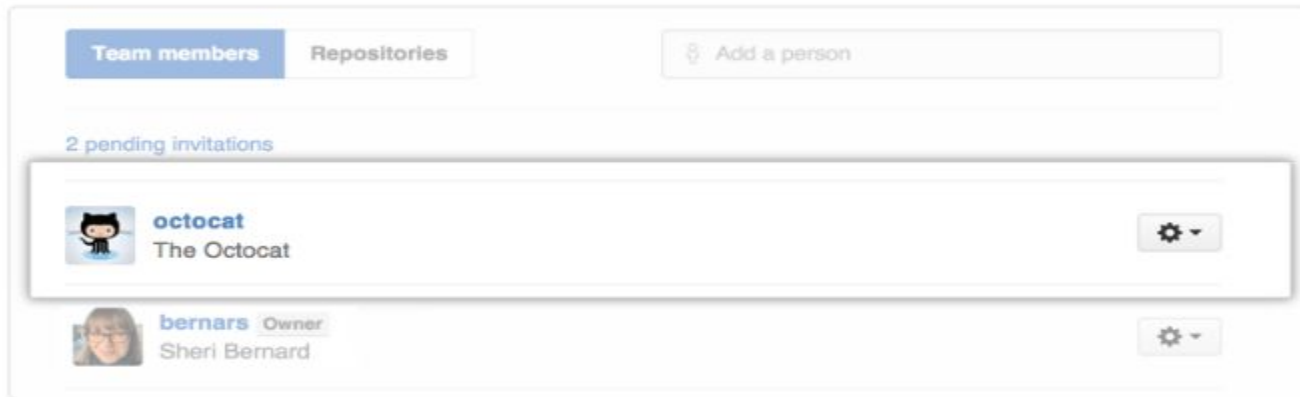 Team members Repositories Add a person
2 pending invitations
octocat
The Octocat
bernars Owner
Sheri Bernard